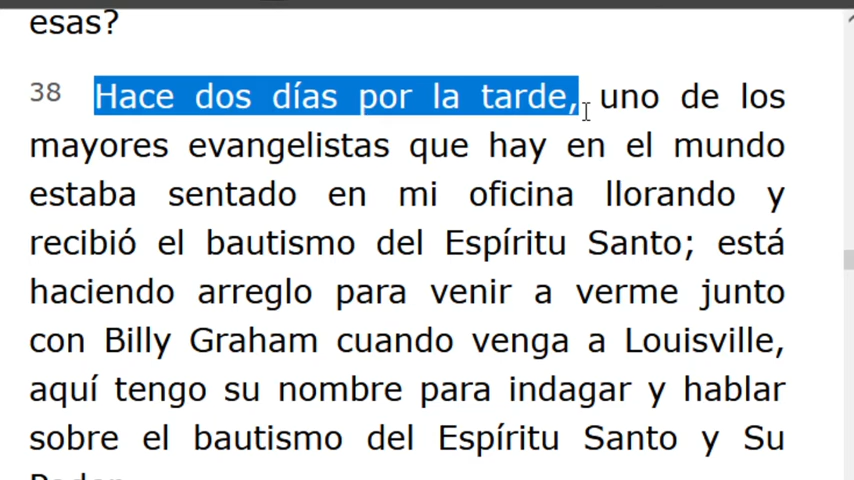 esas?
38 Hace dos días por la tarde, uno de los
mayores evangelistas que hay en el mundo
estaba sentado en mi oficina llorando y
recibió el bautismo del Espíritu Santo; está
haciendo arreglo para venir a verme junto
con Billy Graham cuando venga a Louisville,
aquí tengo su nombre para indagar y hablar
sobre el bautismo del Espíritu Santo y Su